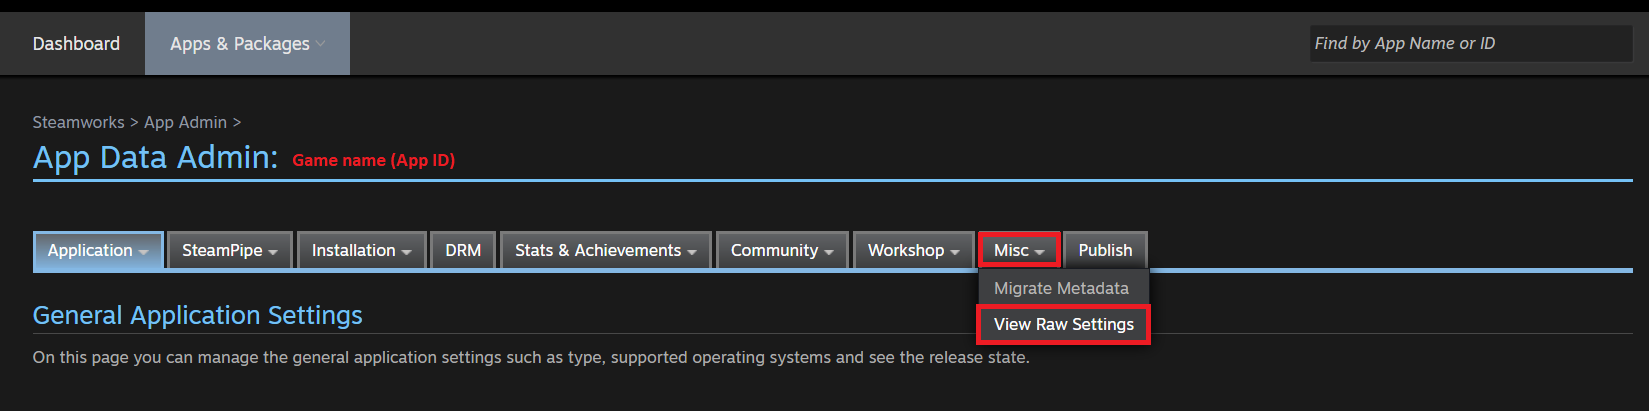 Dashboard Apps & Packages Find by App Name or ID
Steamworks > App Admin >
App Data Admin: Game name (App ID)
Application SteamPipe Installation DRM Stats & Achievements Community Workshop Misc Publish
Migrate Metadata
View Raw Settings
General Application Settings
On this page you can manage the general application settings such as type, supported operating systems and see the release state.